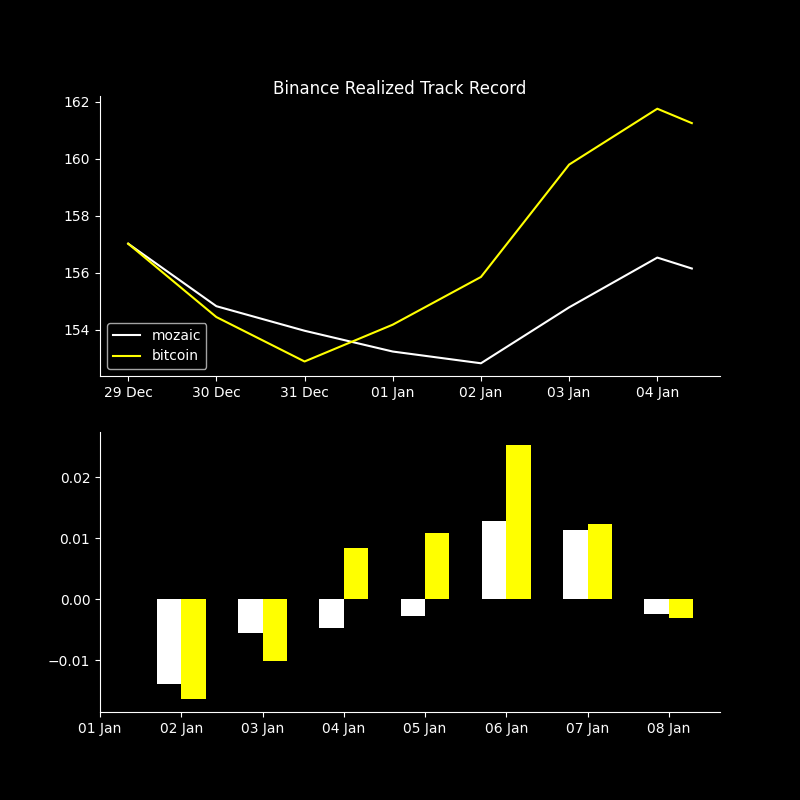 Binance Realized Track Record
162
160
158
156
154
mozaic
bitcoin
29 Dec 30 Dec 31 Dec 01 Jan 02 Jan 03 Jan 04 Jan
0.02
0.01
0.00
−0.01
01 Jan 02 Jan 03 Jan 04 Jan 05 Jan 06 Jan 07 Jan 08 Jan